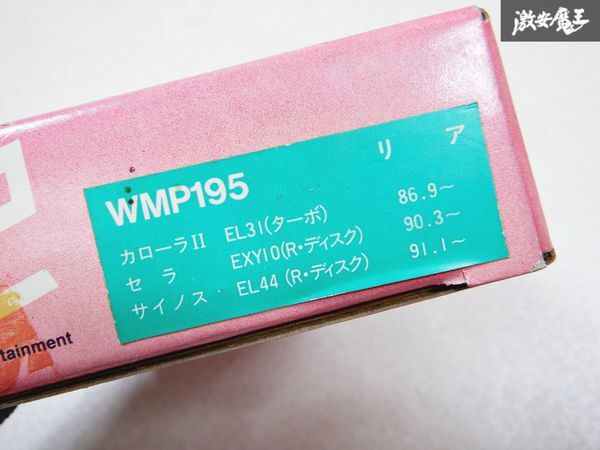 激安魔王
リア
WMP195
カローラII EL31(ターボ) 86.9~
セラ EXY10(R・ディスク) 90.3~
サイノス EL44(R・ディスク) 91.1~
tainment